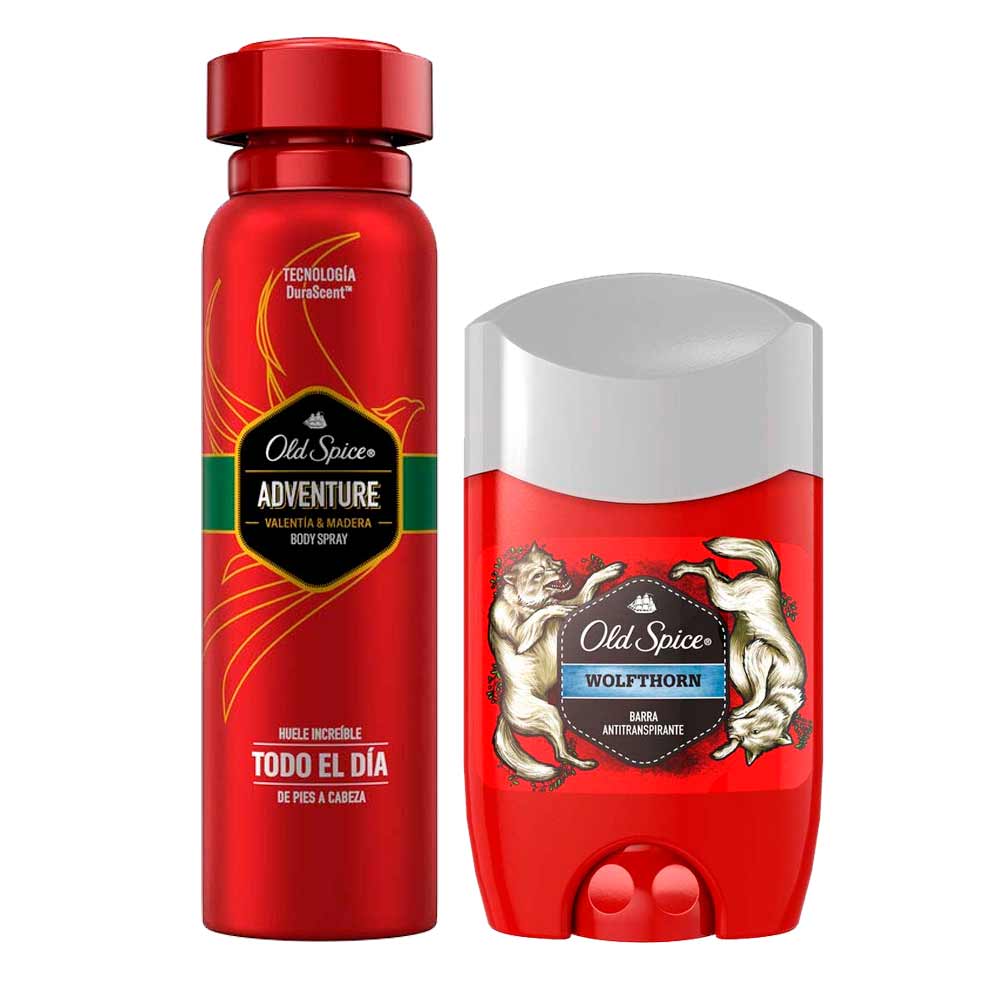 TECNOLOGÍA
DuraScent™
Old Spice®
ADVENTURE
VALENTÍA & MADERA
BODY SPRAY
HUELE INCREÍBLE
TODO EL DÍA
DE PIES A CABEZA
Old Spice®
WOLFTHORN
BARRA
ANTITRANSPIRANTE